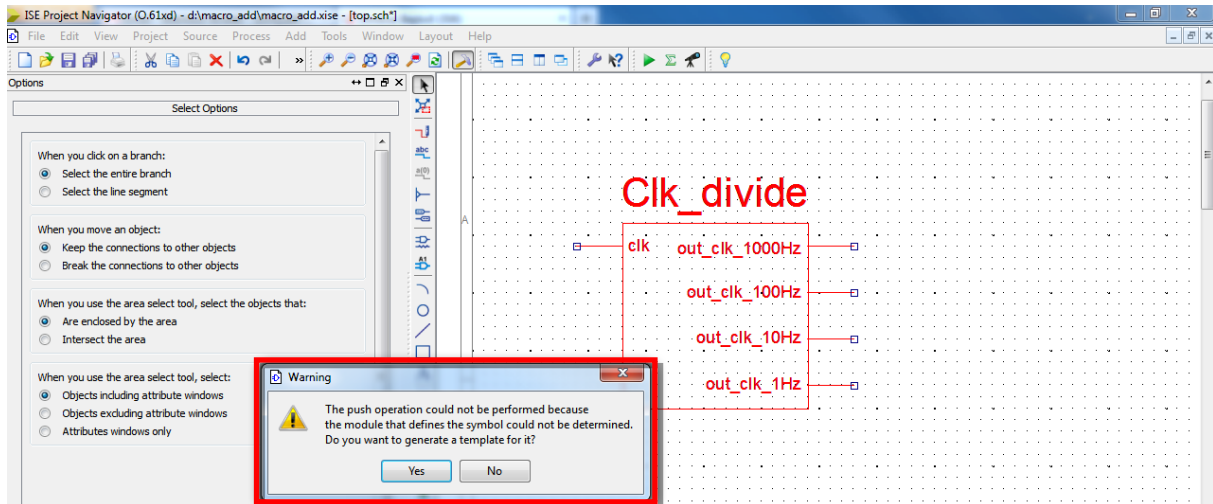 ISE Project Navigator (O.61xd) - d:\macro_add\macro_add.xise - [top.sch*]
File Edit View Project Source Process Add Tools Window Layout Help
Options
Select Options
When you click on a branch:
Select the entire branch
Select the line segment
When you move an object:
Keep the connections to other objects
Break the connections to other objects
When you use the area select tool, select the objects that:
Are enclosed by the area
Intersect the area
When you use the area select tool, select:
Objects including attribute windows
Objects excluding attribute windows
Attributes windows only
abc
a(0)
A1
A
Clk_divide
clk out_clk_1000Hz
out_clk_100Hz
out_clk_10Hz
out_clk_1Hz
Warning
The push operation could not be performed because
the module that defines the symbol could not be determined.
Do you want to generate a template for it?
Yes No